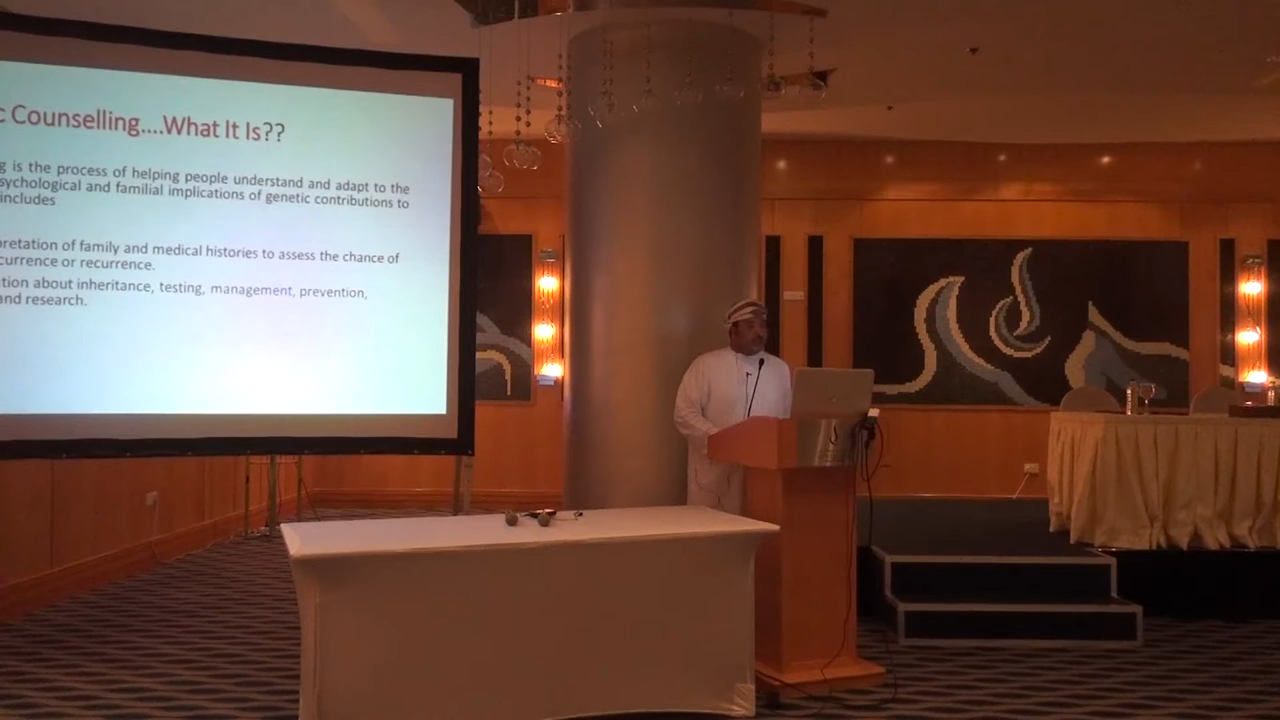 c Counselling....What It Is??
g is the process of helping people understand and adapt to the
sychological and familial implications of genetic contributions to
includes
pretation of family and medical histories to assess the chance of
currence or recurrence.
tion about inheritance, testing, management, prevention,
and research.